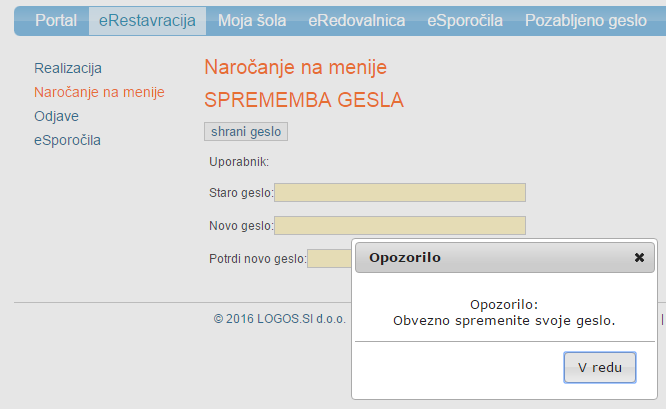 Portal eRestavracija Moja šola eRedovalnica eSporočila Pozabljeno geslo
Realizacija
Naročanje na menije
Odjave
eSporočila
Naročanje na menije
SPREMEMBA GESLA
shrani geslo
Uporabnik:
Staro geslo:
Novo geslo:
Potrdi novo geslo:
Opozorilo
Opozorilo:
Obvezno spremenite svoje geslo.
V redu
© 2016 LOGOS.SI d.o.o. |